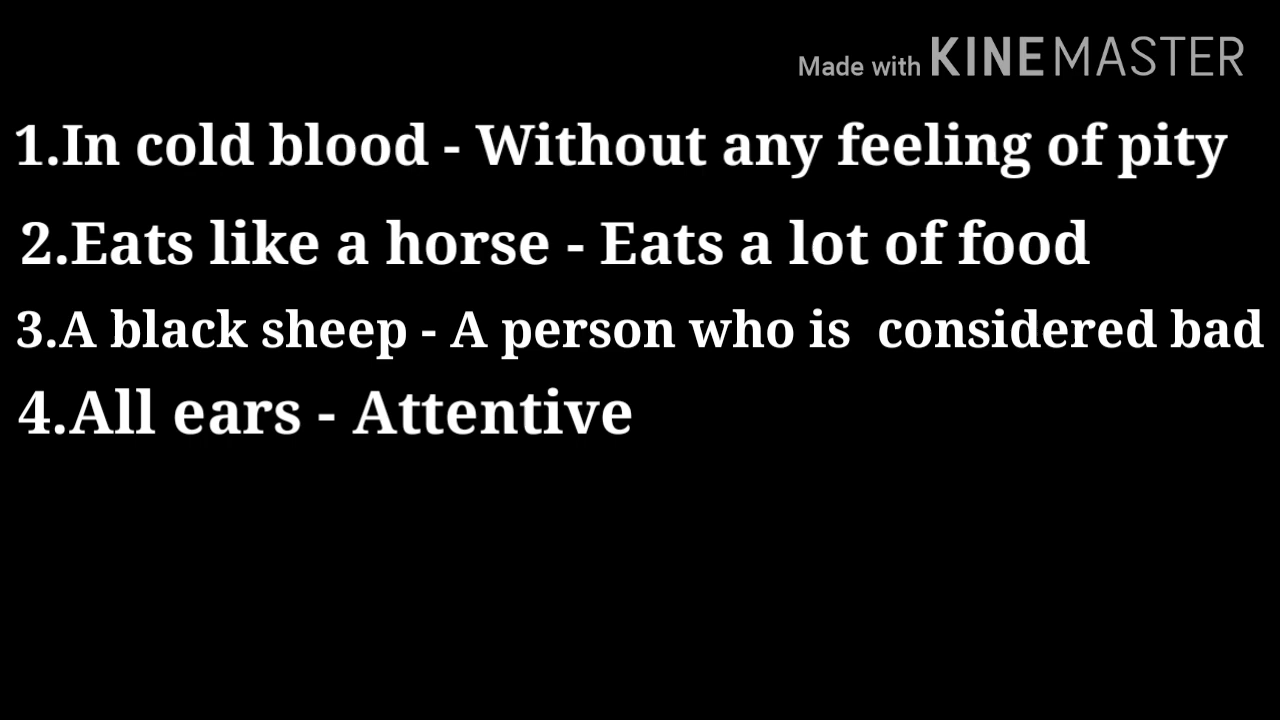 Made with KINEMASTER
1.In cold blood - Without any feeling of pity
2.Eats like a horse - Eats a lot of food
3.A black sheep - A person who is  considered bad
4.All ears - Attentive